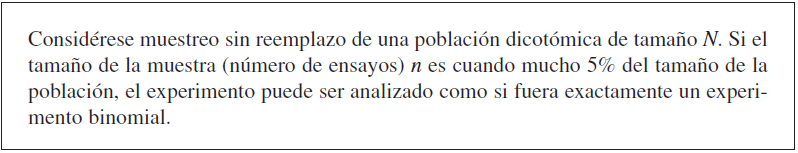 Considérese muestreo sin reemplazo de una población dicotómica de tamaño N. Si el
tamaño de la muestra (número de ensayos) n es cuando mucho 5% del tamaño de la
población, el experimento puede ser analizado como si fuera exactamente un experi-
mento binomial.